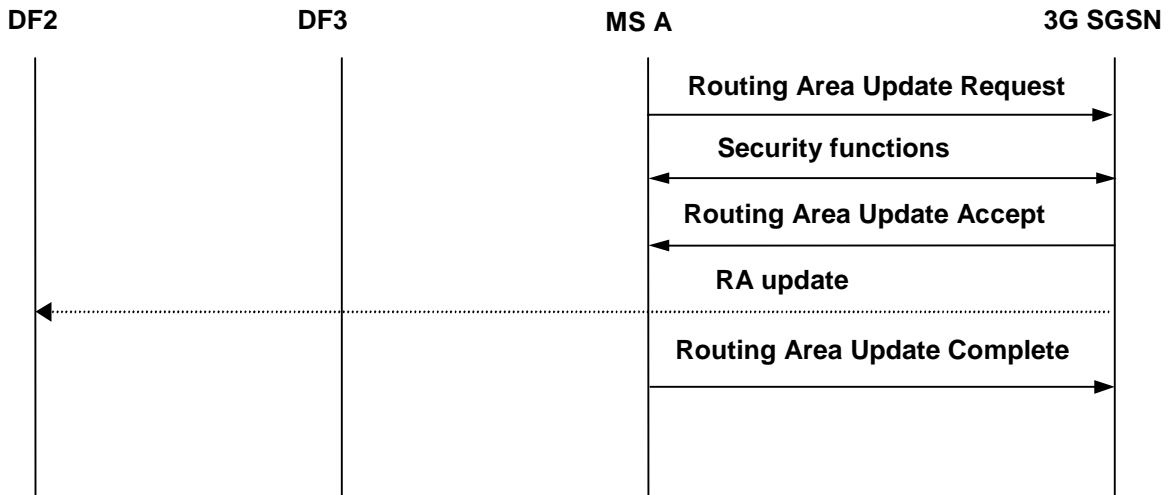 DF2 DF3 MS A 3G SGSN
Routing Area Update Request
Security functions
Routing Area Update Accept
RA update
Routing Area Update Complete